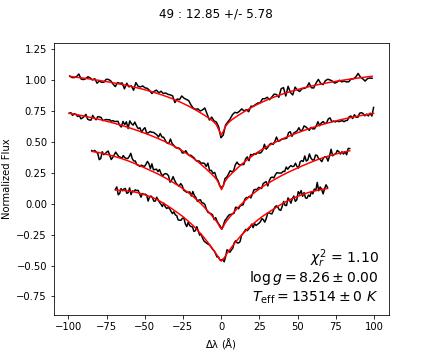 49 : 12.85 +/- 5.78
1.25
1.00
0.75
0.50
0.25
0.00
−0.25
−0.50
−0.75
Normalized Flux
χ²ᵣ = 1.10
log g = 8.26 ± 0.00
T_eff = 13514 ± 0 K
−100 −75 −50 −25 0 25 50 75 100
Δλ (Å)